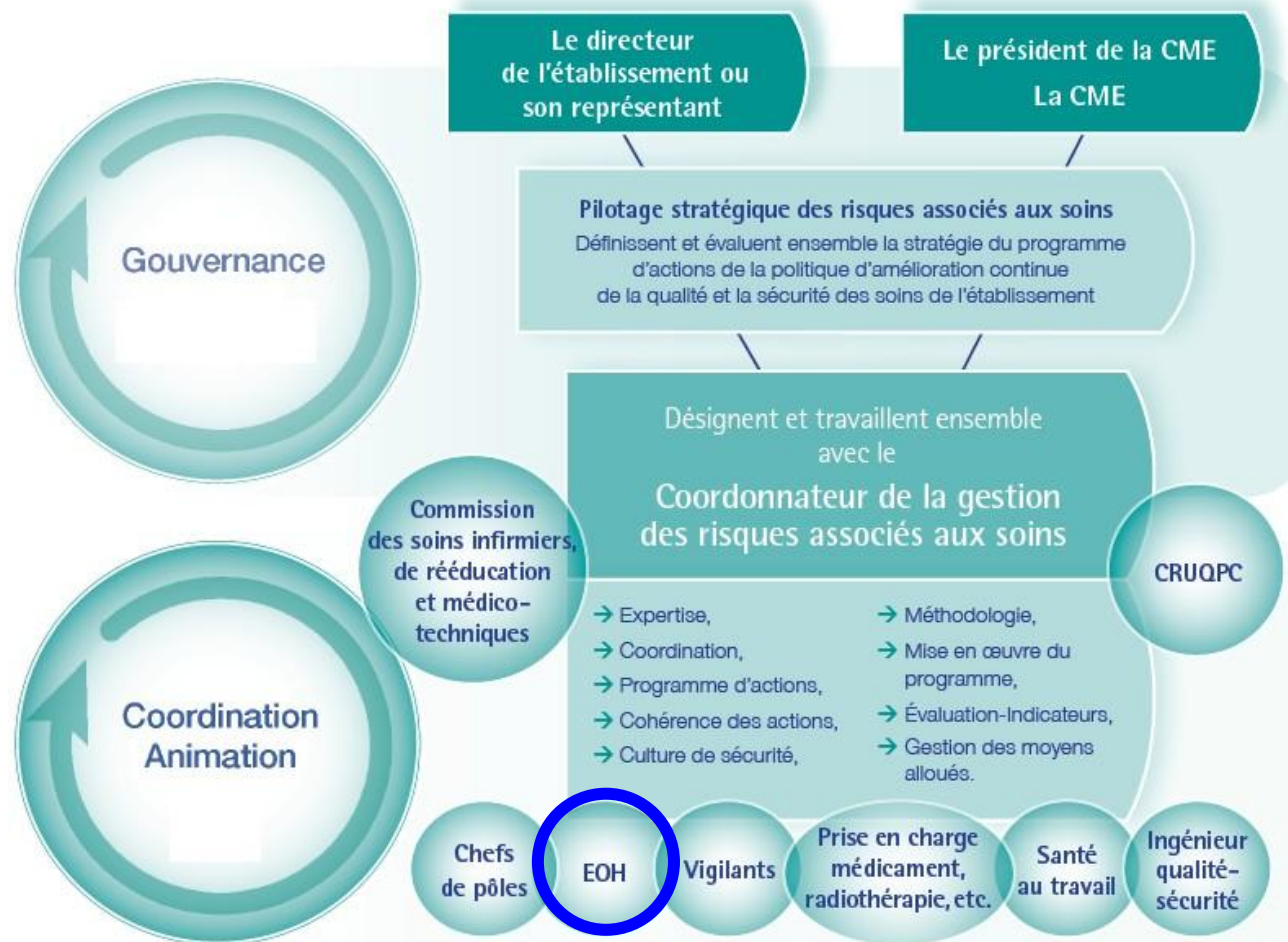 Le directeur
de l'établissement ou
son représentant
Le président de la CME
La CME
Gouvernance
Pilotage stratégique des risques associés aux soins
Définissent et évaluent ensemble la stratégie du programme
d'actions de la politique d'amélioration continue
de la qualité et la sécurité des soins de l'établissement
Désignent et travaillent ensemble
avec le
Coordonnateur de la gestion
des risques associés aux soins
Commission
des soins infirmiers,
de rééducation
et médico-
techniques
CRUQPC
→ Expertise,
→ Coordination,
→ Programme d'actions,
→ Cohérence des actions,
→ Culture de sécurité,
→ Méthodologie,
→ Mise en œuvre du
programme,
→ Évaluation-Indicateurs,
→ Gestion des moyens
alloués.
Coordination
Animation
Chefs
de pôles
EOH
Vigilants
Prise en charge
médicament,
radiothérapie, etc.
Santé
au travail
Ingénieur
qualité-
sécurité